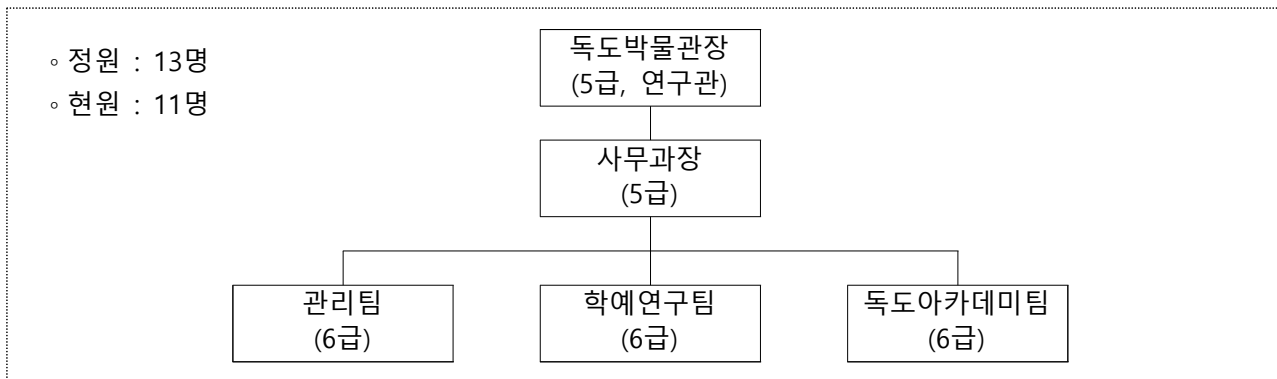 ◦ 정원 : 13명
◦ 현원 : 11명
독도박물관장
(5급, 연구관)
사무과장
(5급)
관리팀
(6급)
학예연구팀
(6급)
독도아카데미팀
(6급)